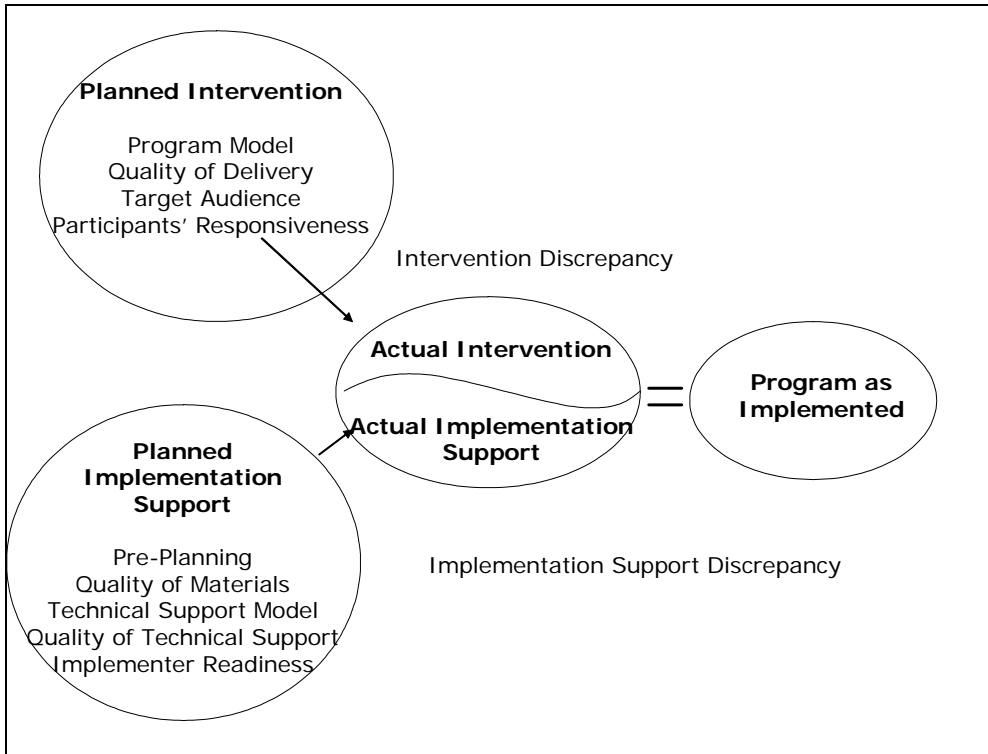 Planned Intervention
Program Model
Quality of Delivery
Target Audience
Participants’ Responsiveness
Intervention Discrepancy
Actual Intervention
Actual Implementation
Support
Program as
Implemented
Planned
Implementation
Support
Pre-Planning
Quality of Materials
Technical Support Model
Quality of Technical Support
Implementer Readiness
Implementation Support Discrepancy